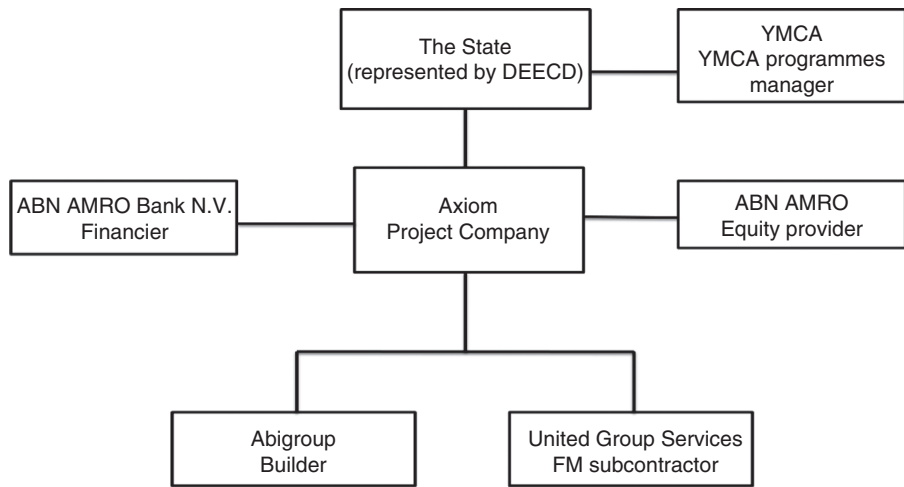 The State
(represented by DEECD)
YMCA
YMCA programmes
manager
ABN AMRO Bank N.V.
Financier
Axiom
Project Company
ABN AMRO
Equity provider
Abigroup
Builder
United Group Services
FM subcontractor